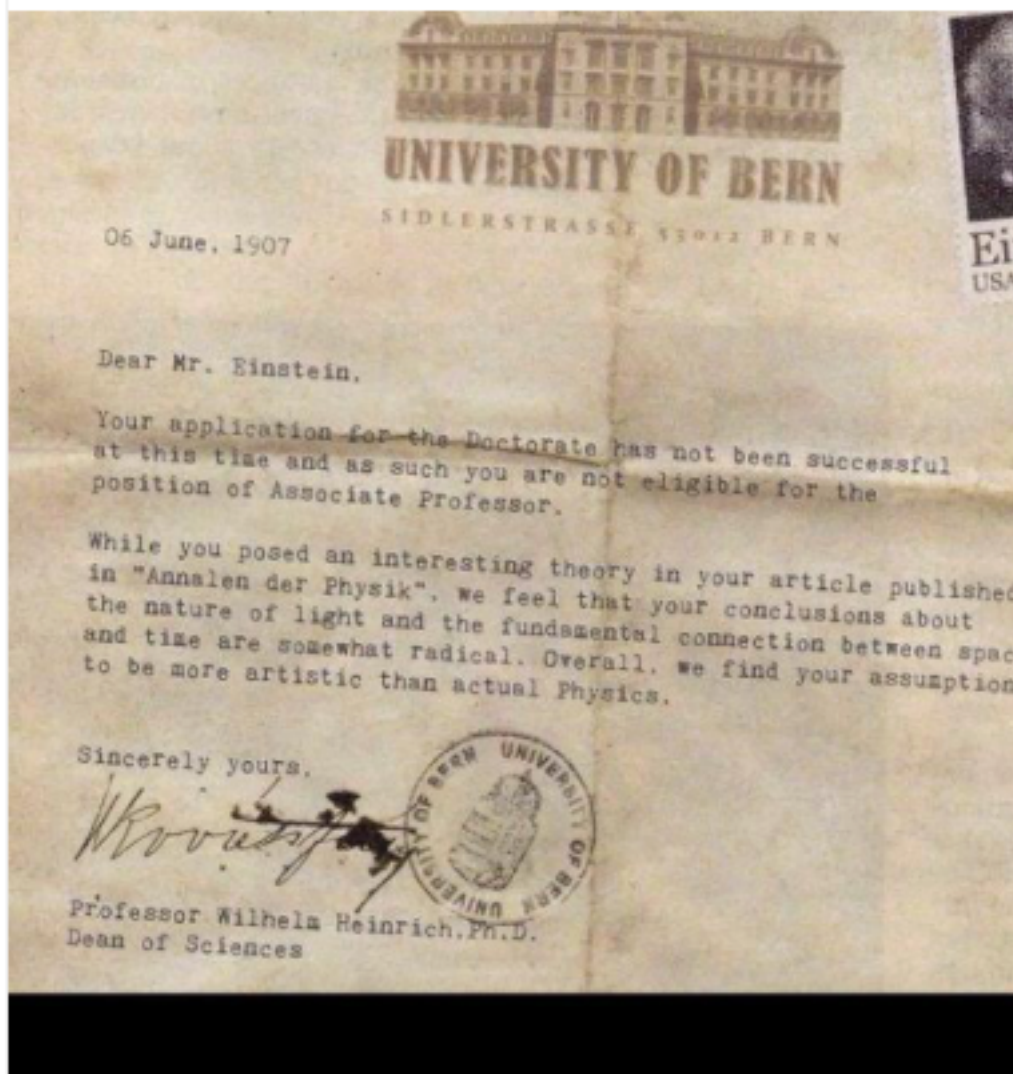 UNIVERSITY OF BERN
SIDLERSTRASSE 53012 BERN
Ei
USA
06 June, 1907
Dear Mr. Einstein,
Your application for the Doctorate has not been successful
at this time and as such you are not eligible for the
position of Associate Professor.
While you posed an interesting theory in your article published
in "Annalen der Physik", we feel that your conclusions about
the nature of light and the fundamental connection between spac
and time are somewhat radical. Overall, we find your assumption
to be more artistic than actual Physics.
Sincerely yours,
UNIVERSITY OF BERN UNIVERSITY OF BERN
Professor Wilhelm Heinrich.Ph.D.
Dean of Sciences